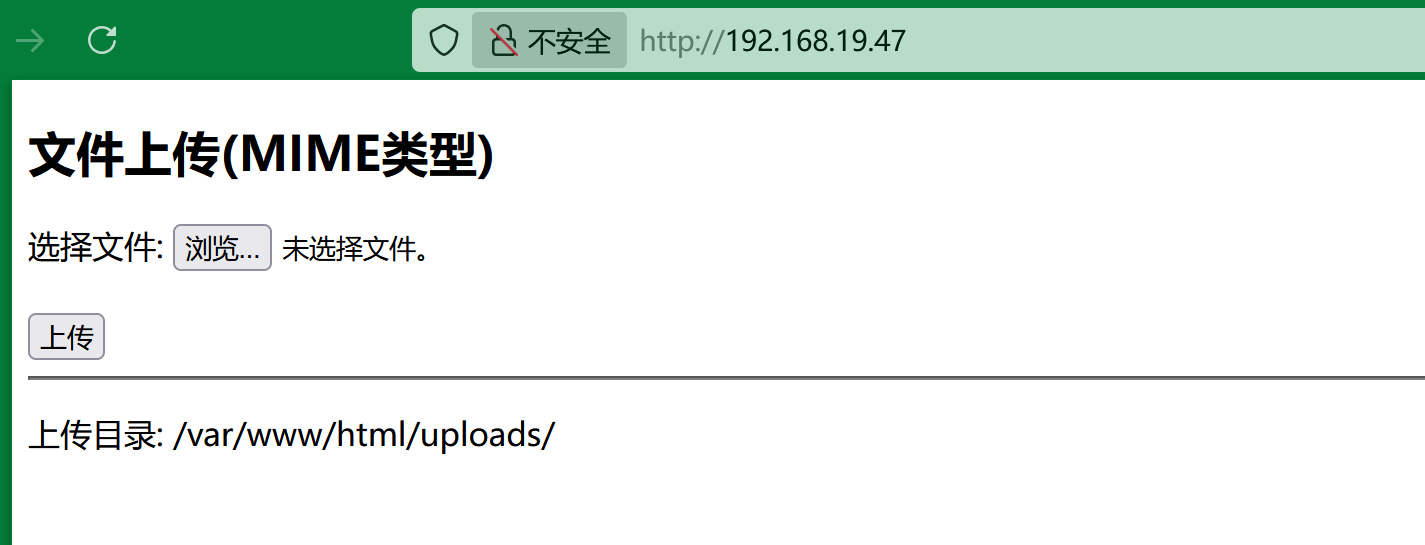 不安全 http://192.168.19.47
文件上传(MIME类型)
选择文件: 浏览... 未选择文件。
上传
上传目录: /var/www/html/uploads/